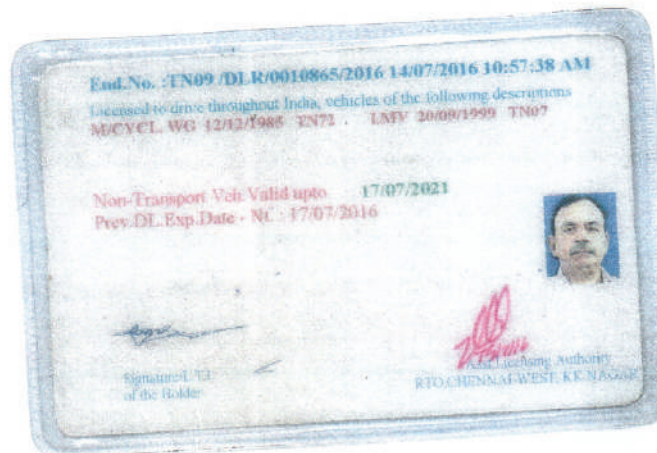 End.No. :TN09 /DLR/0010865/2016 14/07/2016 10:57:38 AM
Licensed to drive throughout India, vehicles of the following descriptions
M/CYCL. WG 12/12/1985 TN72 . LMV 20/09/1999 TN07
Non-Transport Veh.Valid upto 17/07/2021
Prev.DL.Exp.Date - Nt. : 17/07/2016
Signature/L.T.I.
of the Holder
Asst.Licensing Authority
RTO,CHENNAI-WEST, KK NAGAR